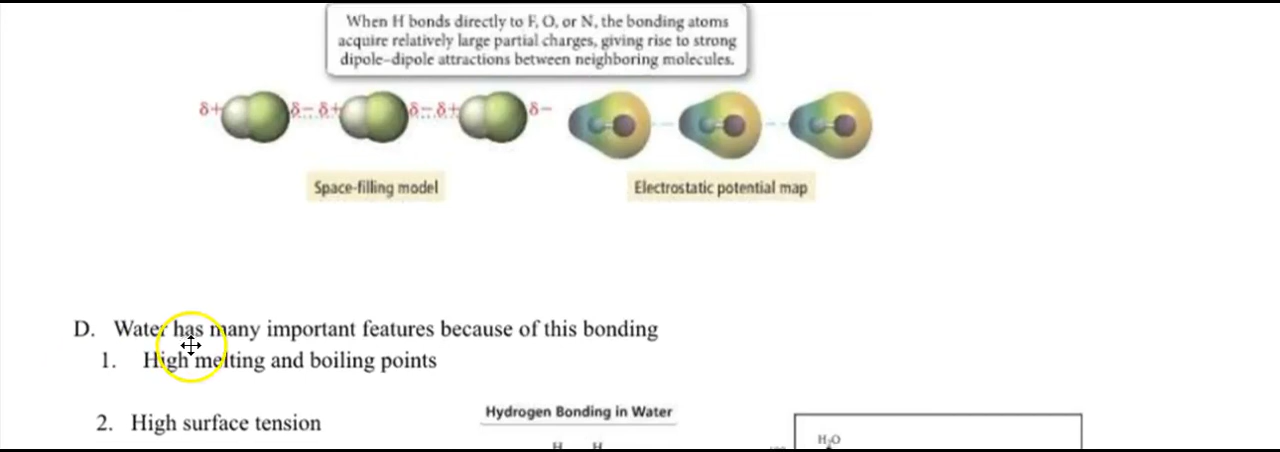 When H bonds directly to F, O, or N, the bonding atoms
acquire relatively large partial charges, giving rise to strong
dipole–dipole attractions between neighboring molecules.
δ+ δ− δ+ δ− δ+ δ−
Space-filling model
Electrostatic potential map
D. Water has many important features because of this bonding
1. High melting and boiling points
2. High surface tension
Hydrogen Bonding in Water
H H
H₂O